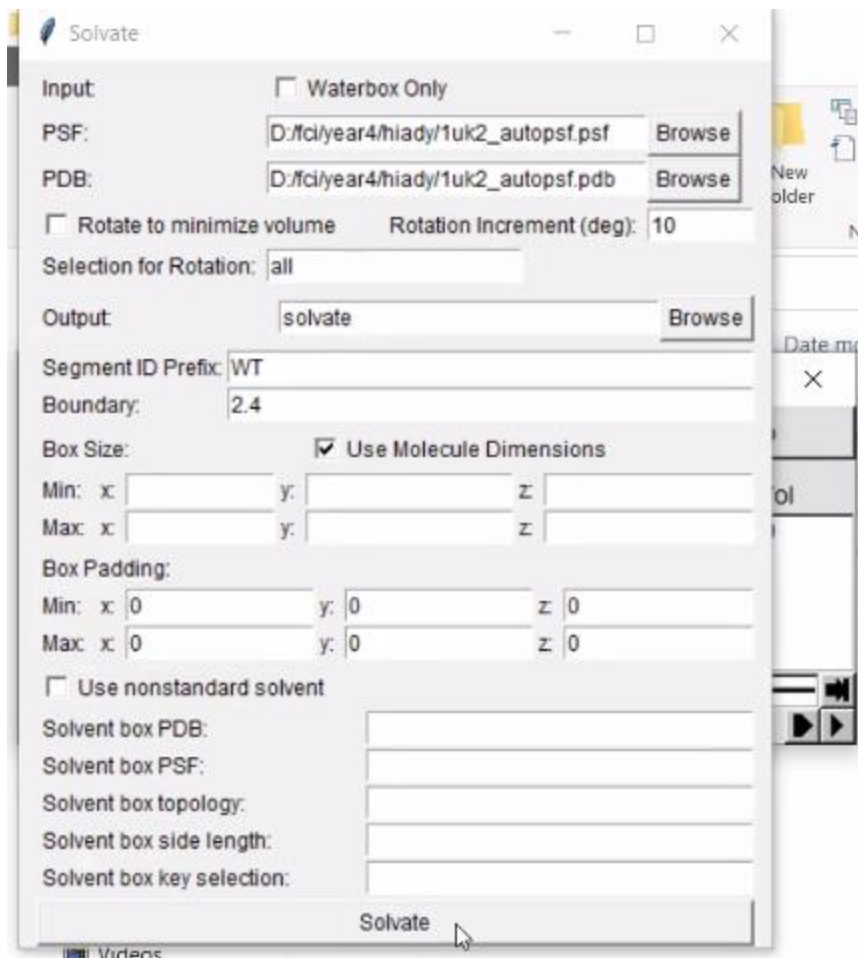 Solvate
Input:
Waterbox Only
PSF: D:/fci/year4/hiady/1uk2_autopsf.psf Browse
PDB: D:/fci/year4/hiady/1uk2_autopsf.pdb Browse
Rotate to minimize volume Rotation Increment (deg): 10
Selection for Rotation: all
Output: solvate Browse
Segment ID Prefix: WT
Boundary: 2.4
Box Size: Use Molecule Dimensions
Min: x: y: z:
Max: x: y: z:
Box Padding:
Min: x: 0 y: 0 z: 0
Max: x: 0 y: 0 z: 0
Use nonstandard solvent
Solvent box PDB:
Solvent box PSF:
Solvent box topology:
Solvent box side length:
Solvent box key selection:
Solvate
New
older
Date mo
ol
Videos